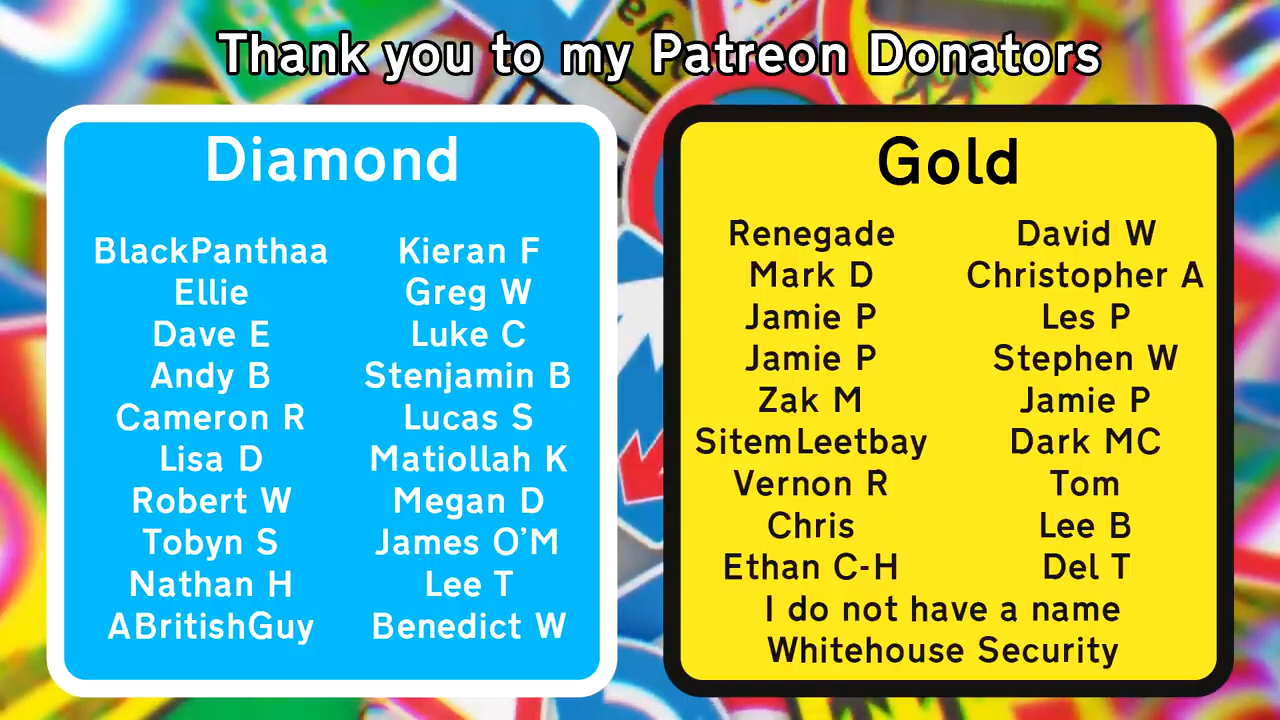 Thank you to my Patreon Donators
Diamond
BlackPanthaa
Ellie
Dave E
Andy B
Cameron R
Lisa D
Robert W
Tobyn S
Nathan H
ABritishGuy
Kieran F
Greg W
Luke C
Stenjamin B
Lucas S
Matiollah K
Megan D
James O'M
Lee T
Benedict W
Gold
Renegade
Mark D
Jamie P
Jamie P
Zak M
SitemLeetbay
Vernon R
Chris
Ethan C-H
David W
Christopher A
Les P
Stephen W
Jamie P
Dark MC
Tom
Lee B
Del T
I do not have a name
Whitehouse Security